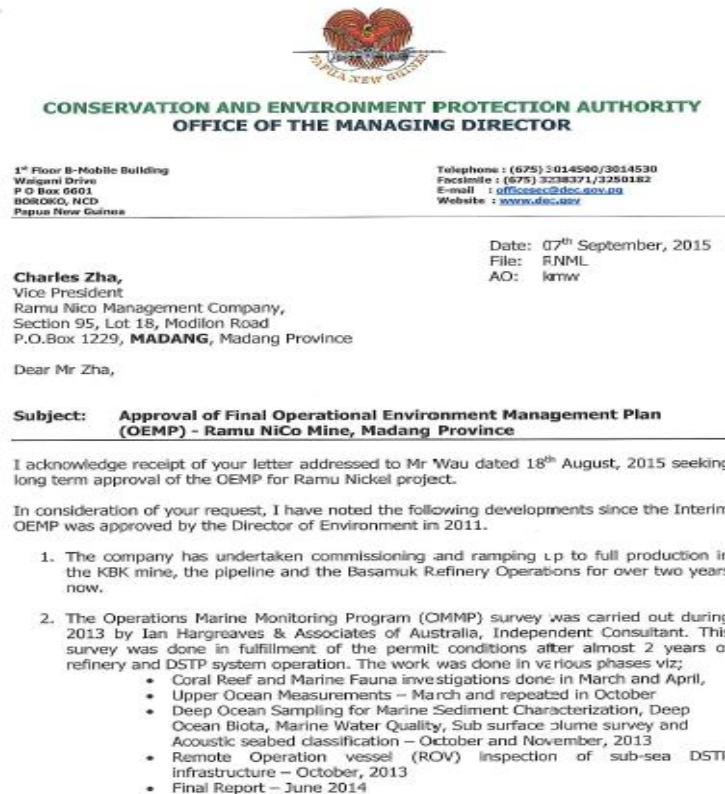 PAPUA NEW GUINEA
CONSERVATION AND ENVIRONMENT PROTECTION AUTHORITY
OFFICE OF THE MANAGING DIRECTOR
1st Floor B-Mobile Building
Waigani Drive
P O Box 6601
BOROKO, NCD
Papua New Guinea
Telephone : (675) 3014500/3014530
Facsimile : (675) 3238371/3250182
E-mail : officesec@dec.gov.pg
Website : www.dec.gov
Date: 07th September, 2015
File: RNML
AO: kmw
Charles Zha,
Vice President
Ramu Nico Management Company,
Section 95, Lot 18, Modilon Road
P.O.Box 1229, MADANG, Madang Province
Dear Mr Zha,
Subject: Approval of Final Operational Environment Management Plan
(OEMP) - Ramu NiCo Mine, Madang Province
I acknowledge receipt of your letter addressed to Mr Wau dated 18th August, 2015 seeking
long term approval of the OEMP for Ramu Nickel project.
In consideration of your request, I have noted the following developments since the Interim
OEMP was approved by the Director of Environment in 2011.
1. The company has undertaken commissioning and ramping up to full production in
the KBK mine, the pipeline and the Basamuk Refinery Operations for over two years
now.
2. The Operations Marine Monitoring Program (OMMP) survey was carried out during
2013 by Ian Hargreaves & Associates of Australia, Independent Consultant. This
survey was done in fulfillment of the permit conditions after almost 2 years o
refinery and DSTP system operation. The work was done in various phases viz;
• Coral Reef and Marine Fauna investigations done in March and April,
• Upper Ocean Measurements – March and repeated in October
• Deep Ocean Sampling for Marine Sediment Characterization, Deep
Ocean Biota, Marine Water Quality, Sub surface plume survey and
Acoustic seabed classification – October and November, 2013
• Remote Operation vessel (ROV) inspection of sub-sea DSTP
infrastructure – October, 2013
• Final Report – June 2014